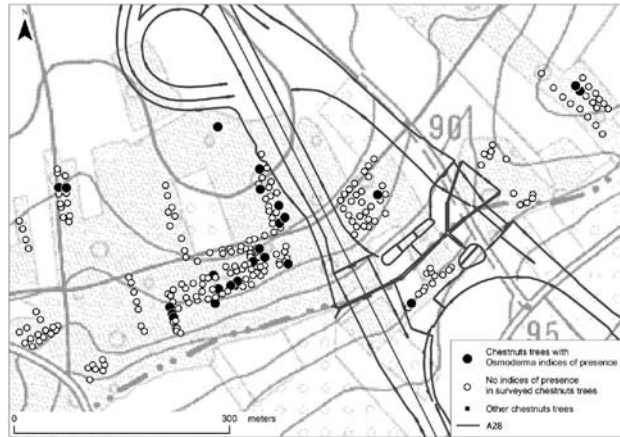 N
90
95
Chestnuts trees with
Osmoderma indices of presence
No indices of presence
in surveyed chestnuts trees
Other chestnuts trees
A28
0
300
meters